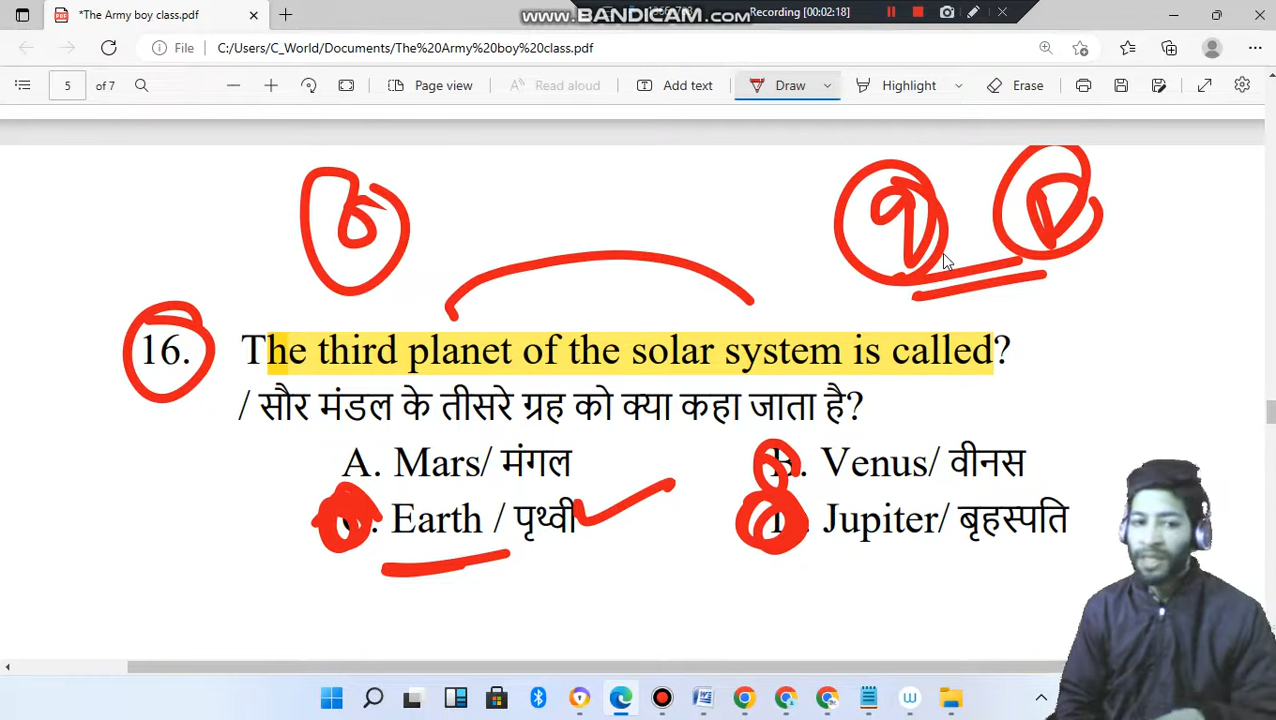 *The Army boy class.pdf
www.BANDICAM.com
Recording [00:02:18]
File
C:/Users/C_World/Documents/The%20Army%20boy%20class.pdf
5 of 7
Page view
Read aloud
Add text
Draw
Highlight
Erase
9
16. The third planet of the solar system is called?
/ सौर मंडल के तीसरे ग्रह को क्या कहा जाता है?
A. Mars/ मंगल
B. Venus/ वीनस
Earth / पृथ्वी
Jupiter/ बृहस्पति